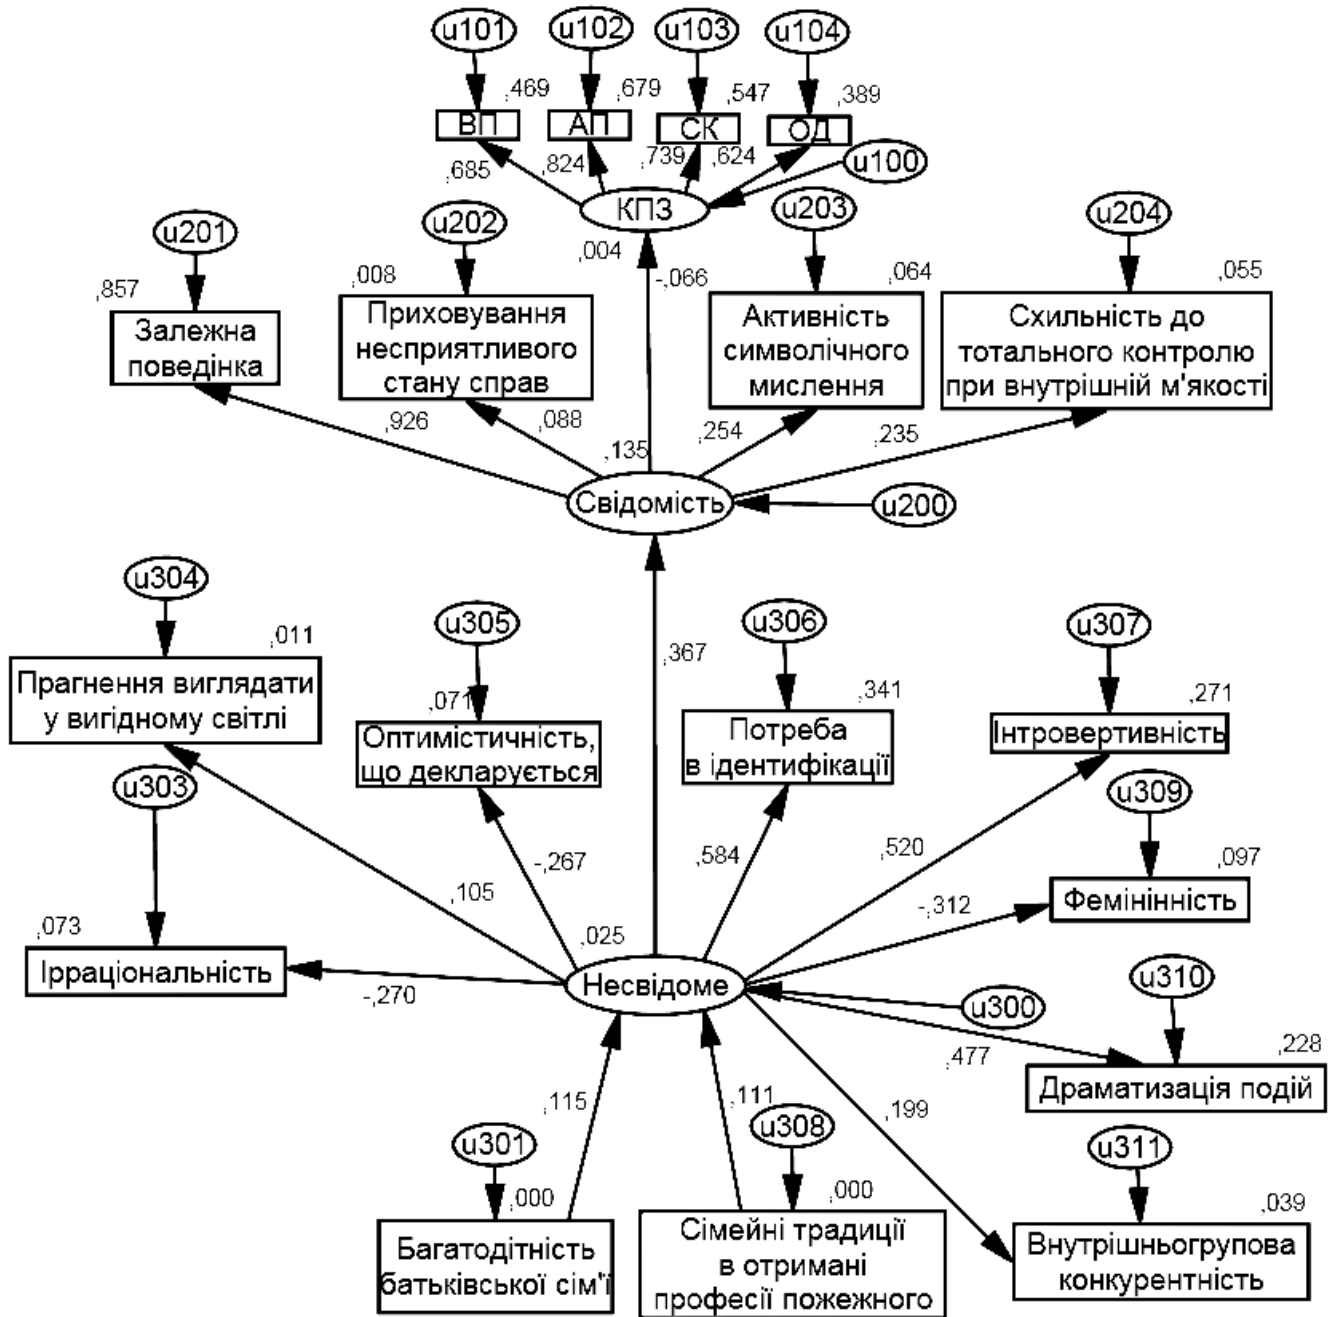 u101
u102
u103
u104
,469
,679
,547
,389
ВП
АП
СК
ОД
u100
,685
,824
,739
,624
КПЗ
u201
u202
u203
u204
,004
-,066
,857
,008
,064
,055
Залежна
поведінка
Приховування
несприятливого
стану справ
Активність
символічного
мислення
Схильність до
тотального контролю
при внутрішній м'якості
,926
,088
,254
,235
,135
Свідомість
u200
u304
u305
u306
u307
,011
,367
,071
,341
,271
Прагнення виглядати
у вигідному світлі
Оптимістичність,
що декларується
Потреба
в ідентифікації
Інтровертивність
u303
u309
,105
-,267
,584
,520
,097
-,312
Фемінінність
,073
Ірраціональність
-,270
,025
Несвідоме
u300
u310
,477
,228
Драматизація подій
,115
,111
,199
u301
u308
u311
,000
,000
,039
Багатодітність
батьківської сім'ї
Сімейні традиції
в отримані
професії пожежного
Внутрішньогрупова
конкурентність